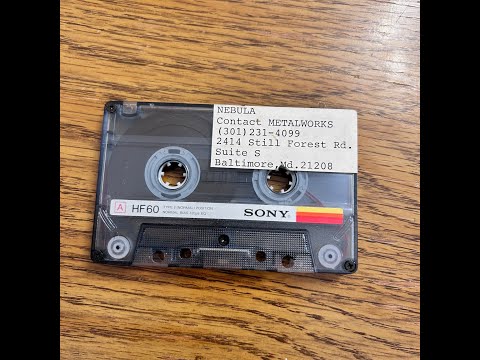 NEBULA
Contact METALWORKS
(301)231-4099
2414 Still Forest Rd.
Suite S
Baltimore,Md.21208
A HF60 SONY